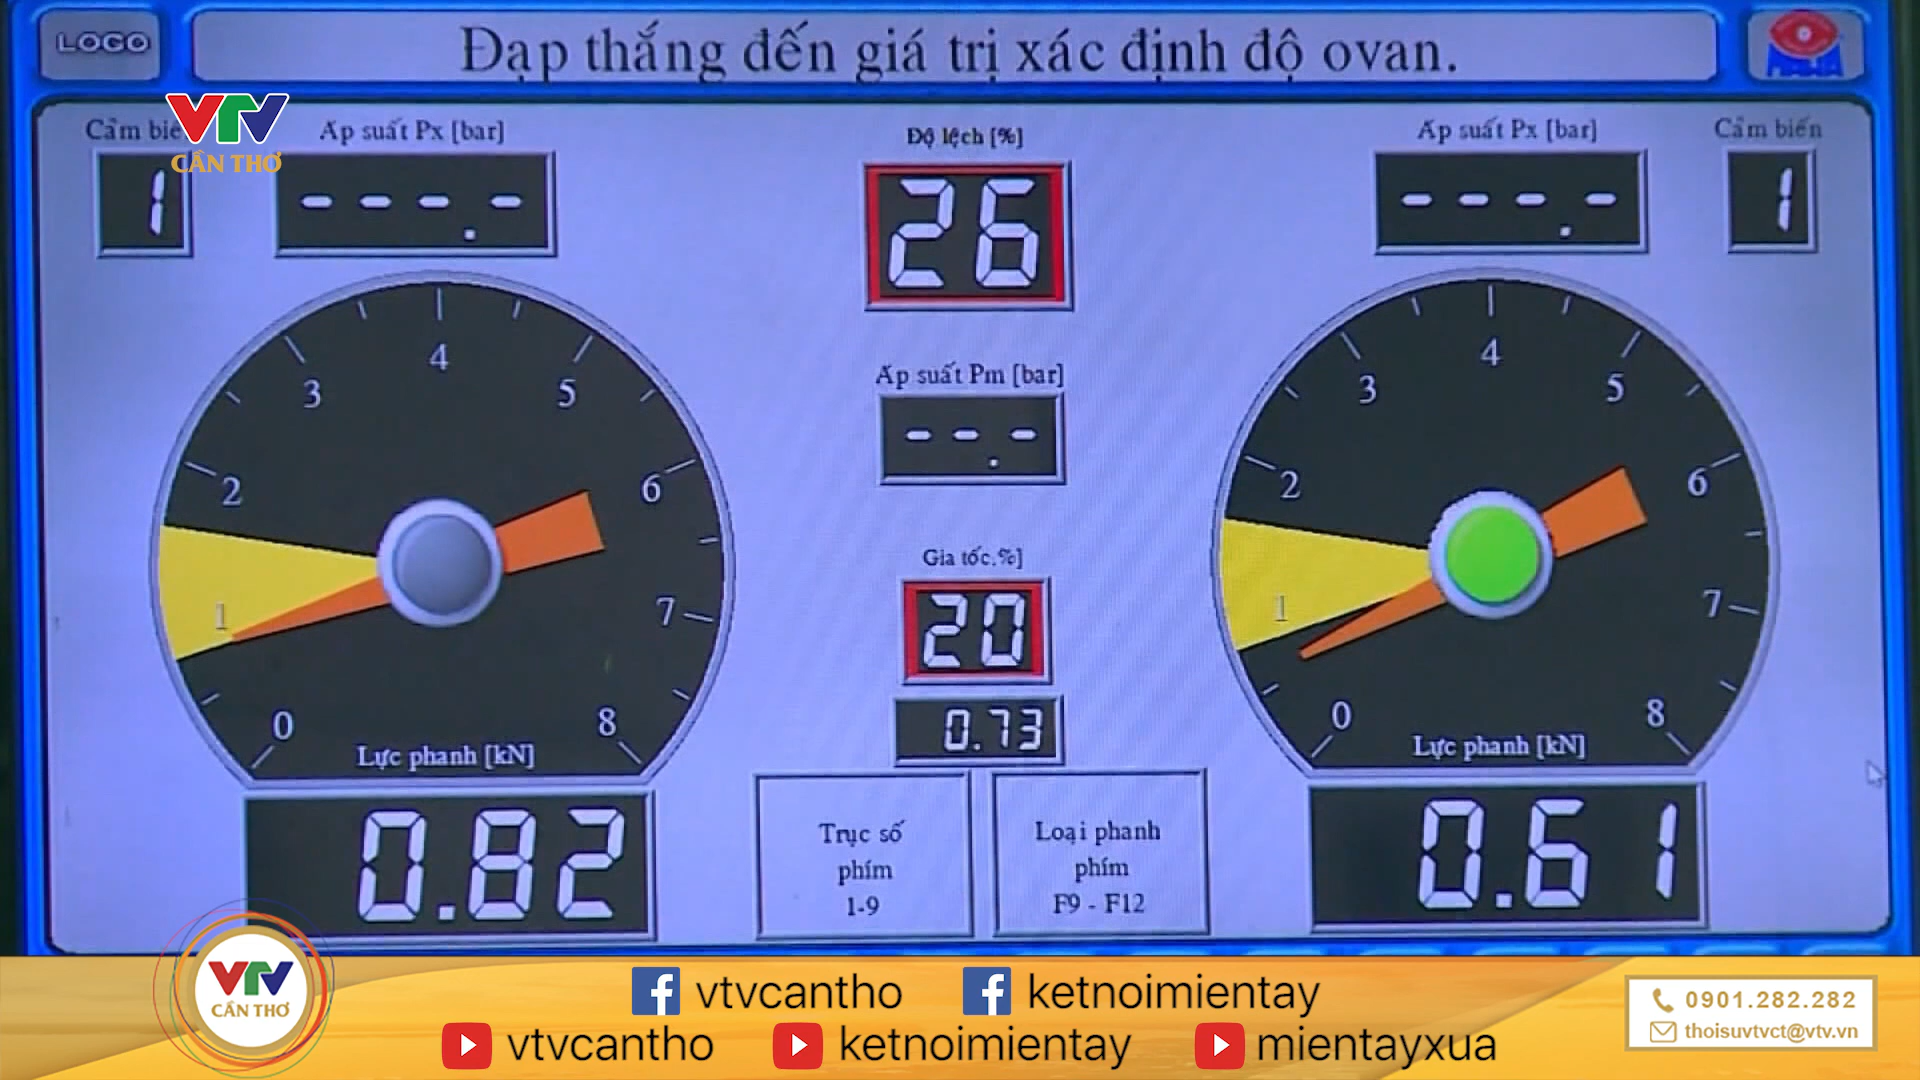 LOGO
Đạp thắng đến giá trị xác định độ ovan.
MAHA
VTV
CẦN THƠ
Áp suất Px [bar]
Độ lệch [%]
Áp suất Px [bar]
Cảm biến
1
----.-
26
----.-
1
Áp suất Pm [bar]
---.-
0 1 2 3 4 5 6 7 8
Lực phanh [kN]
0.82
Gia tốc.%]
20
0.73
Trục số
phím
1-9
Loại phanh
phím
F9 - F12
0 1 2 3 4 5 6 7 8
Lực phanh [kN]
0.61
VTV
CẦN THƠ
vtvcantho
ketnoimientay
vtvcantho
ketnoimientay
mientayxua
0901.282.282
thoisuvtvct@vtv.vn